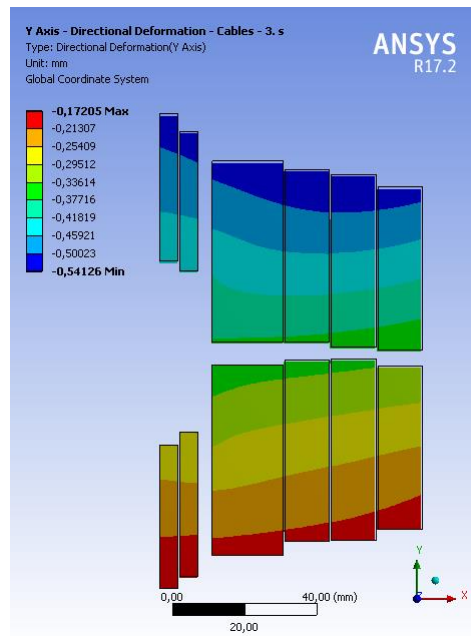 Y Axis - Directional Deformation - Cables - 3. s
Type: Directional Deformation(Y Axis)
Unit: mm
Global Coordinate System
ANSYS
R17.2
-0,17205 Max
-0,21307
-0,25409
-0,29512
-0,33614
-0,37716
-0,41819
-0,45921
-0,50023
-0,54126 Min
Y
X
0,00
40,00 (mm)
20,00